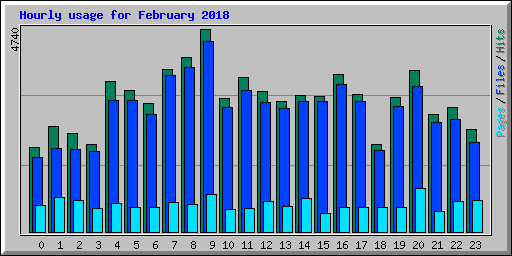 Hourly usage for February 2018
4740
Pages/Files/Hits
0 1 2 3 4 5 6 7 8 9 10 11 12 13 14 15 16 17 18 19 20 21 22 23